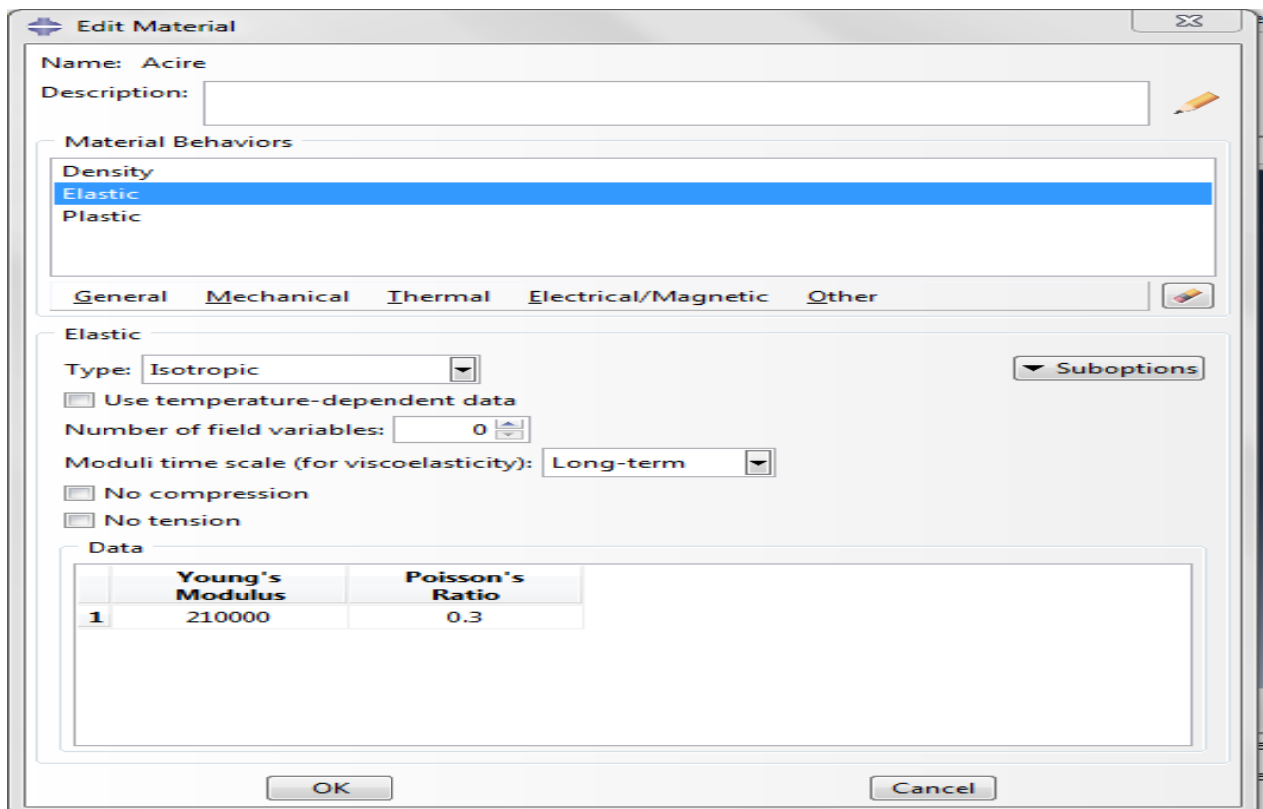 Edit Material
Name: Acire
Description:
Material Behaviors
Density
Elastic
Plastic
General Mechanical Thermal Electrical/Magnetic Other
Elastic
Type: Isotropic
Suboptions
Use temperature-dependent data
Number of field variables: 0
Moduli time scale (for viscoelasticity): Long-term
No compression
No tension
Data
Young's Poisson's
Modulus Ratio
1 210000 0.3
OK Cancel